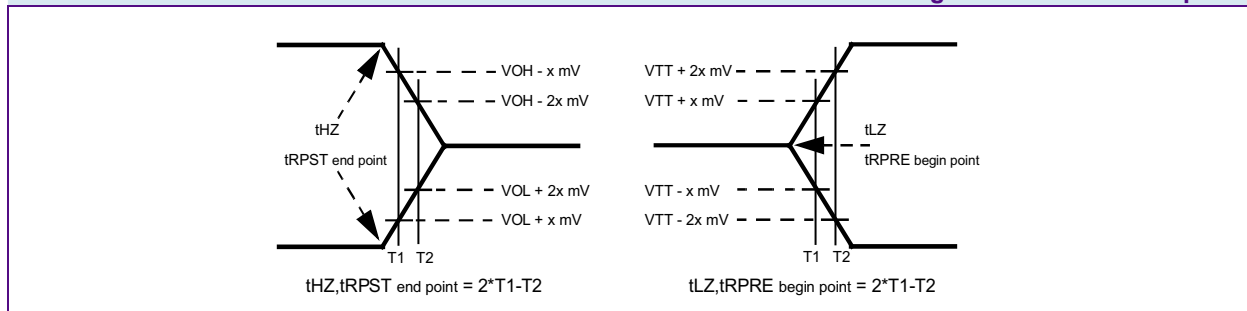 VOH - x mV
VOH - 2x mV
tHZ
tRPST end point
VOL + 2x mV
VOL + x mV
T1 T2
tHZ,tRPST end point = 2*T1-T2
VTT + 2x mV
VTT + x mV
tLZ
tRPRE begin point
VTT - x mV
VTT - 2x mV
T1 T2
tLZ,tRPRE begin point = 2*T1-T2